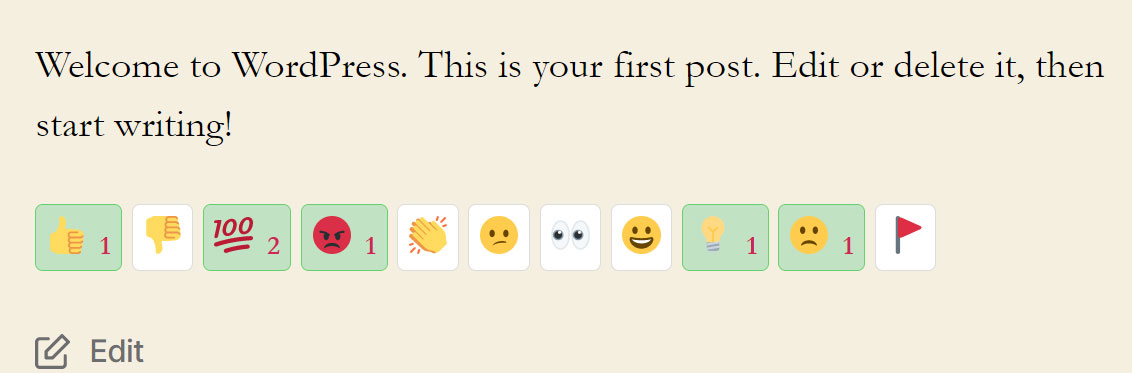 Welcome to WordPress. This is your first post. Edit or delete it, then
start writing!
👍 1 👎 💯 2 😡 1 👏 😕 👀 😀 💡 1 🙁 1 🚩
Edit